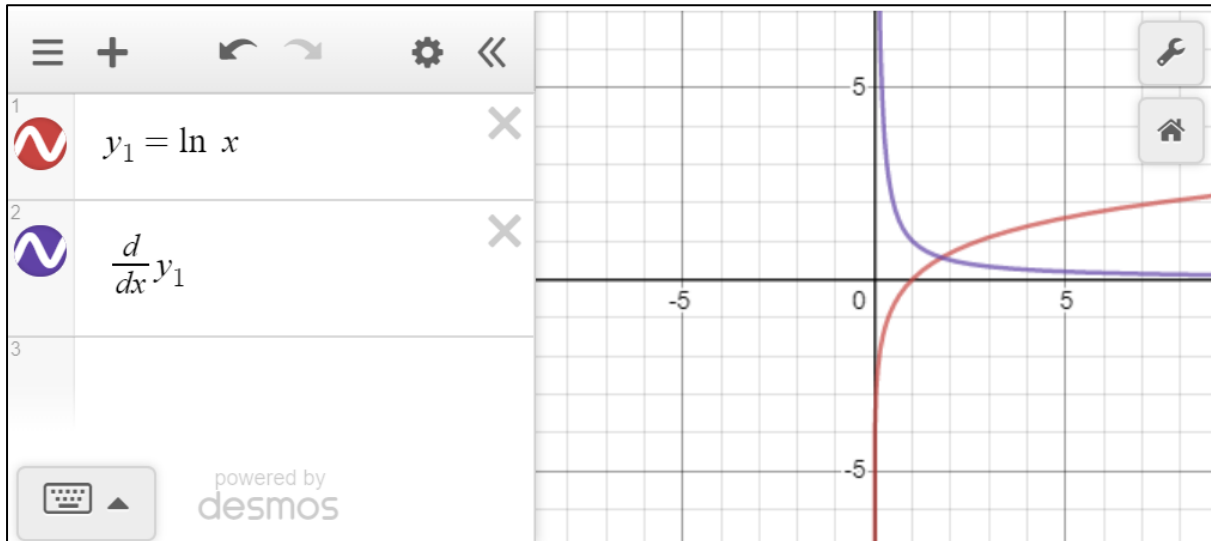 1
y₁ = ln x
2
d/dx y₁
3
powered by
desmos
5
-5
0
5
-5